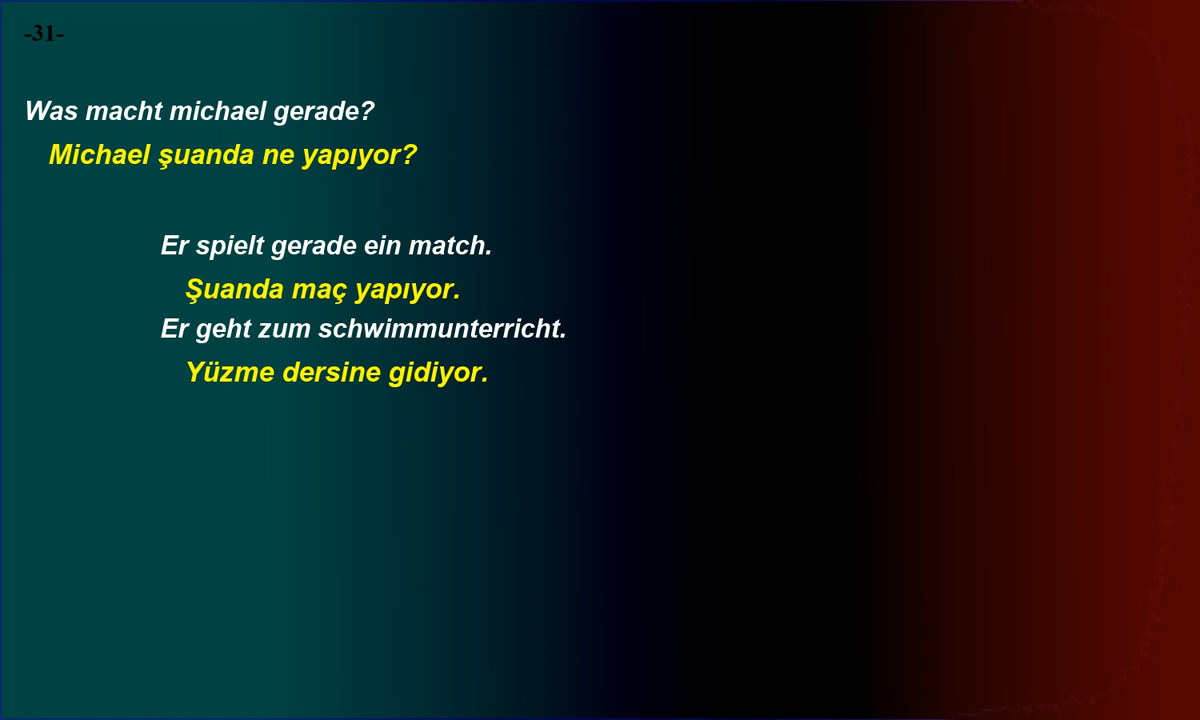 -31-
Was macht michael gerade?
Michael şuanda ne yapıyor?
Er spielt gerade ein match.
Şuanda maç yapıyor.
Er geht zum schwimmunterricht.
Yüzme dersine gidiyor.